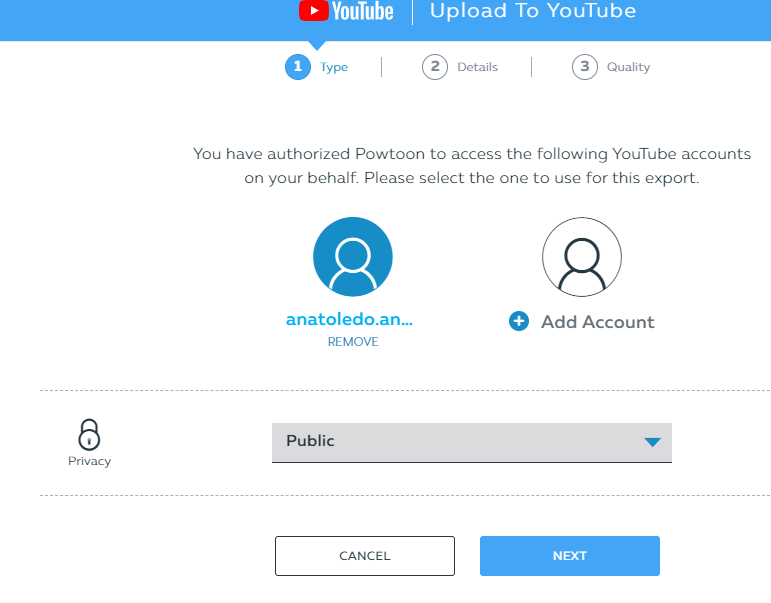 YouTube Upload To YouTube
1 Type 2 Details 3 Quality
You have authorized Powtoon to access the following YouTube accounts
on your behalf. Please select the one to use for this export.
anatoledo.an... Add Account
REMOVE
Public
Privacy
CANCEL NEXT